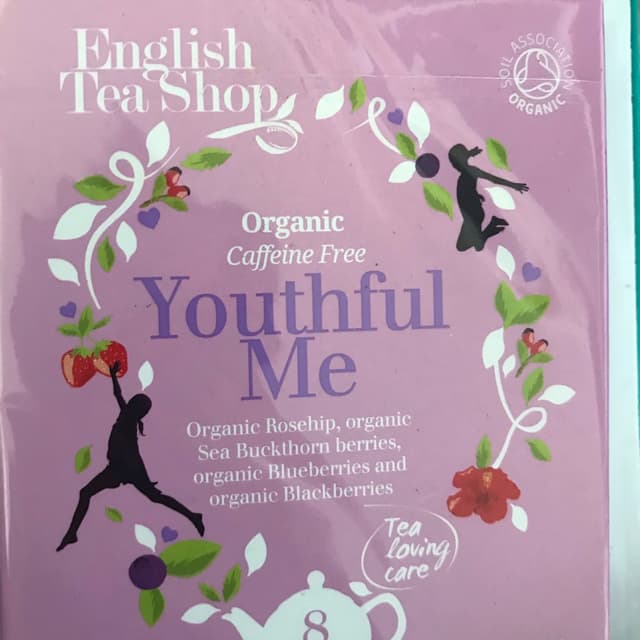 English
Tea Shop
SOIL ASSOCIATION
ORGANIC
Organic
Caffeine Free
Youthful
Me
Organic Rosehip, organic
Sea Buckthorn berries,
organic Blueberries and
organic Blackberries
Tea
loving
care
8